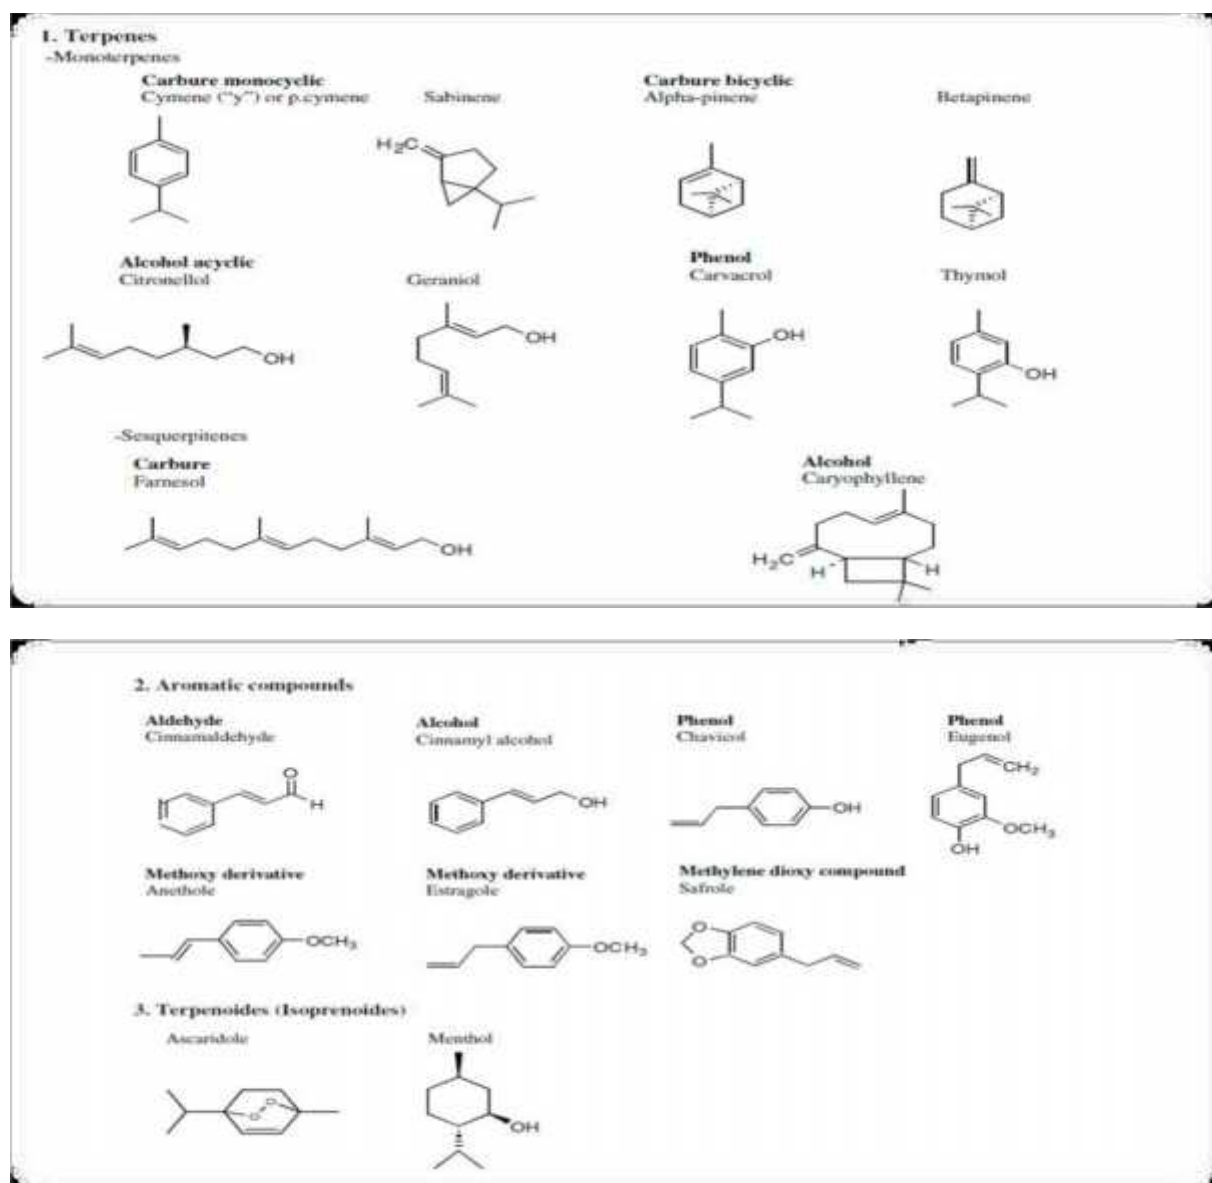 1. Terpenes
-Monoterpenes
Carbure monocyclic
Cymene ("y") or p.cymene
Sabinene
Carbure bicyclic
Alpha-pinene
Betapinene
H₂C
Alcohol acyclic
Citronellol
Geraniol
Phenol
Carvacrol
Thymol
OH
OH
OH
OH
-Sesquerpitenes
Carbure
Farnesol
Alcohol
Caryophyllene
OH
H₂C
H
H
2. Aromatic compounds
Aldehyde
Cinnamaldehyde
Alcohol
Cinnamyl alcohol
Phenol
Chavicol
Phenol
Eugenol
O
H
OH
OH
CH₂
OCH₃
OH
Methoxy derivative
Anethole
Methoxy derivative
Estragole
Methylene dioxy compound
Safrole
OCH₃
OCH₃
O
O
3. Terpenoides (Isoprenoides)
Ascaridole
Menthol
O
O
OH